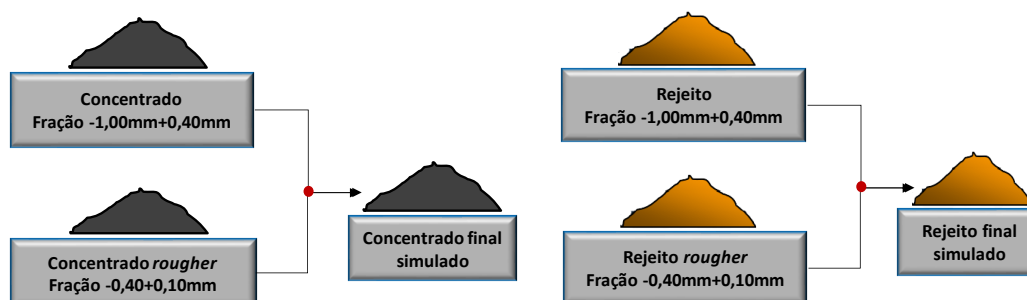 Concentrado
Fração -1,00mm+0,40mm
Concentrado rougher
Fração -0,40+0,10mm
Concentrado final
simulado
Rejeito
Fração -1,00mm+0,40mm
Rejeito rougher
Fração -0,40mm+0,10mm
Rejeito final
simulado